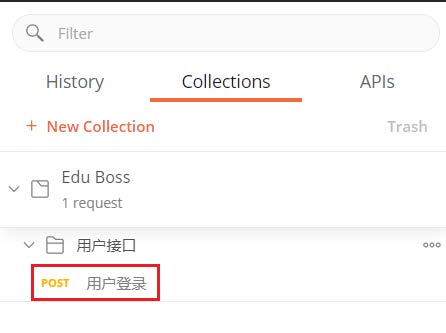 Filter
History Collections APIs
+ New Collection Trash
Edu Boss
1 request
用户接口
POST 用户登录